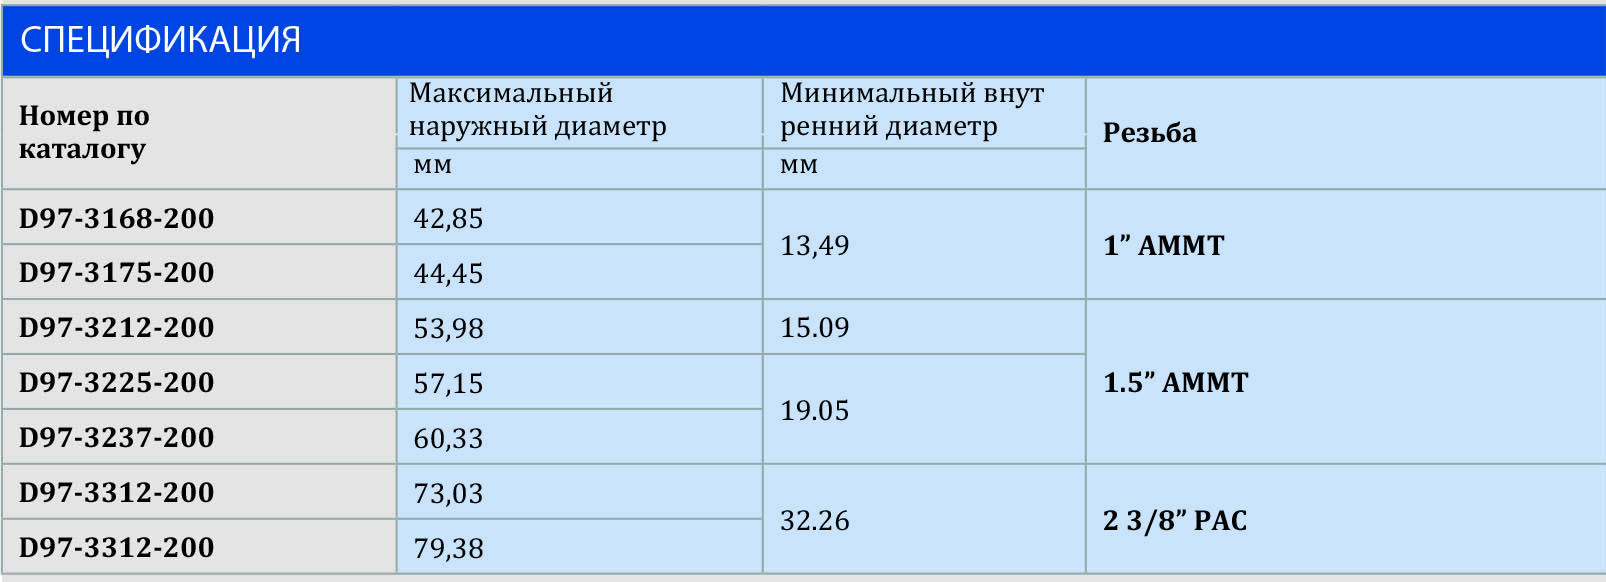 СПЕЦИФИКАЦИЯ
Номер по
каталогу
Максимальный
наружный диаметр
мм
Минимальный внут
ренний диаметр
мм
Резьба
D97-3168-200
42,85
13,49
1” АММТ
D97-3175-200
44,45
D97-3212-200
53,98
15.09
1.5” АММТ
D97-3225-200
57,15
19.05
D97-3237-200
60,33
D97-3312-200
73,03
32.26
2 3/8” PAC
D97-3312-200
79,38